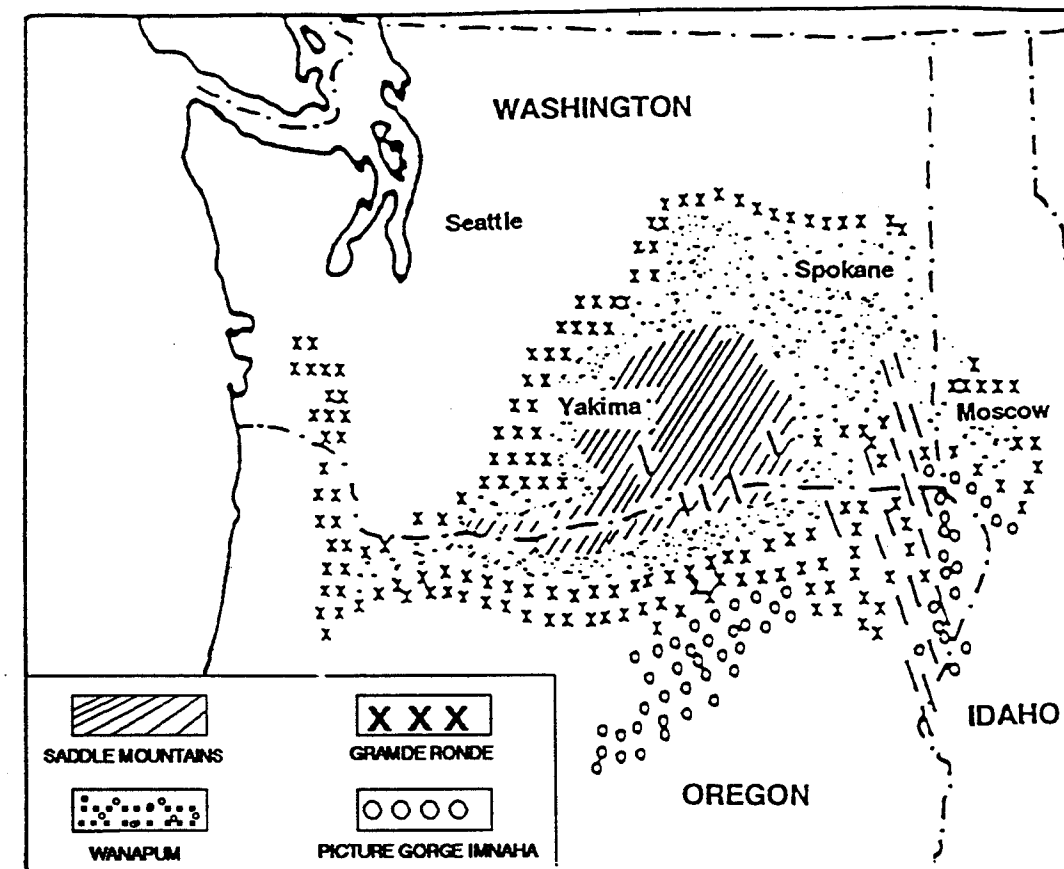 WASHINGTON
Seattle
Spokane
Yakima
Moscow
IDAHO
OREGON
SADDLE MOUNTAINS
X X X
GRAMDE RONDE
WANAPUM
PICTURE GORGE IMNAHA